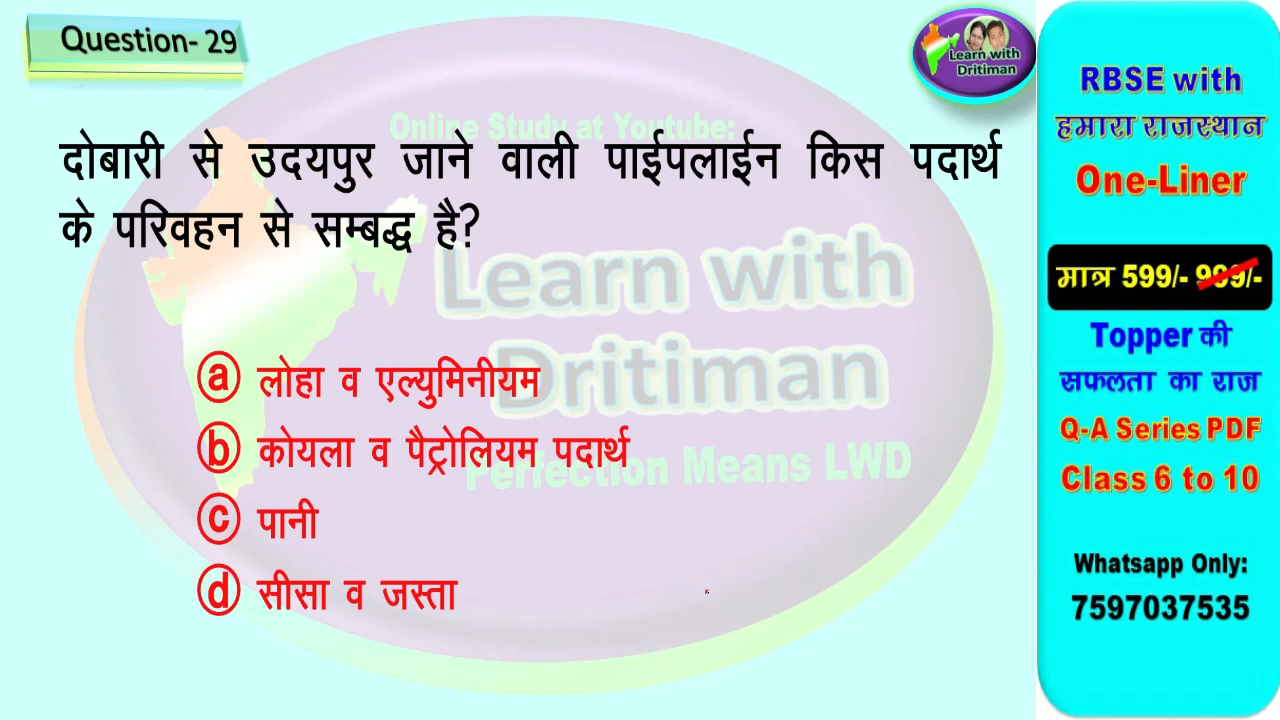 Question- 29
Learn with
Dritiman
Online Study at Youtube:
दोबारी से उदयपुर जाने वाली पाईपलाईन किस पदार्थ
के परिवहन से सम्बद्ध है?
Learn with
Dritiman
Perfection Means LWD
ⓐ लोहा व एल्युमिनीयम
ⓑ कोयला व पैट्रोलियम पदार्थ
ⓒ पानी
ⓓ सीसा व जस्ता
RBSE with
हमारा राजस्थान
One-Liner
मात्र 599/- 999/-
Topper की
सफलता का राज
Q-A Series PDF
Class 6 to 10
Whatsapp Only:
7597037535